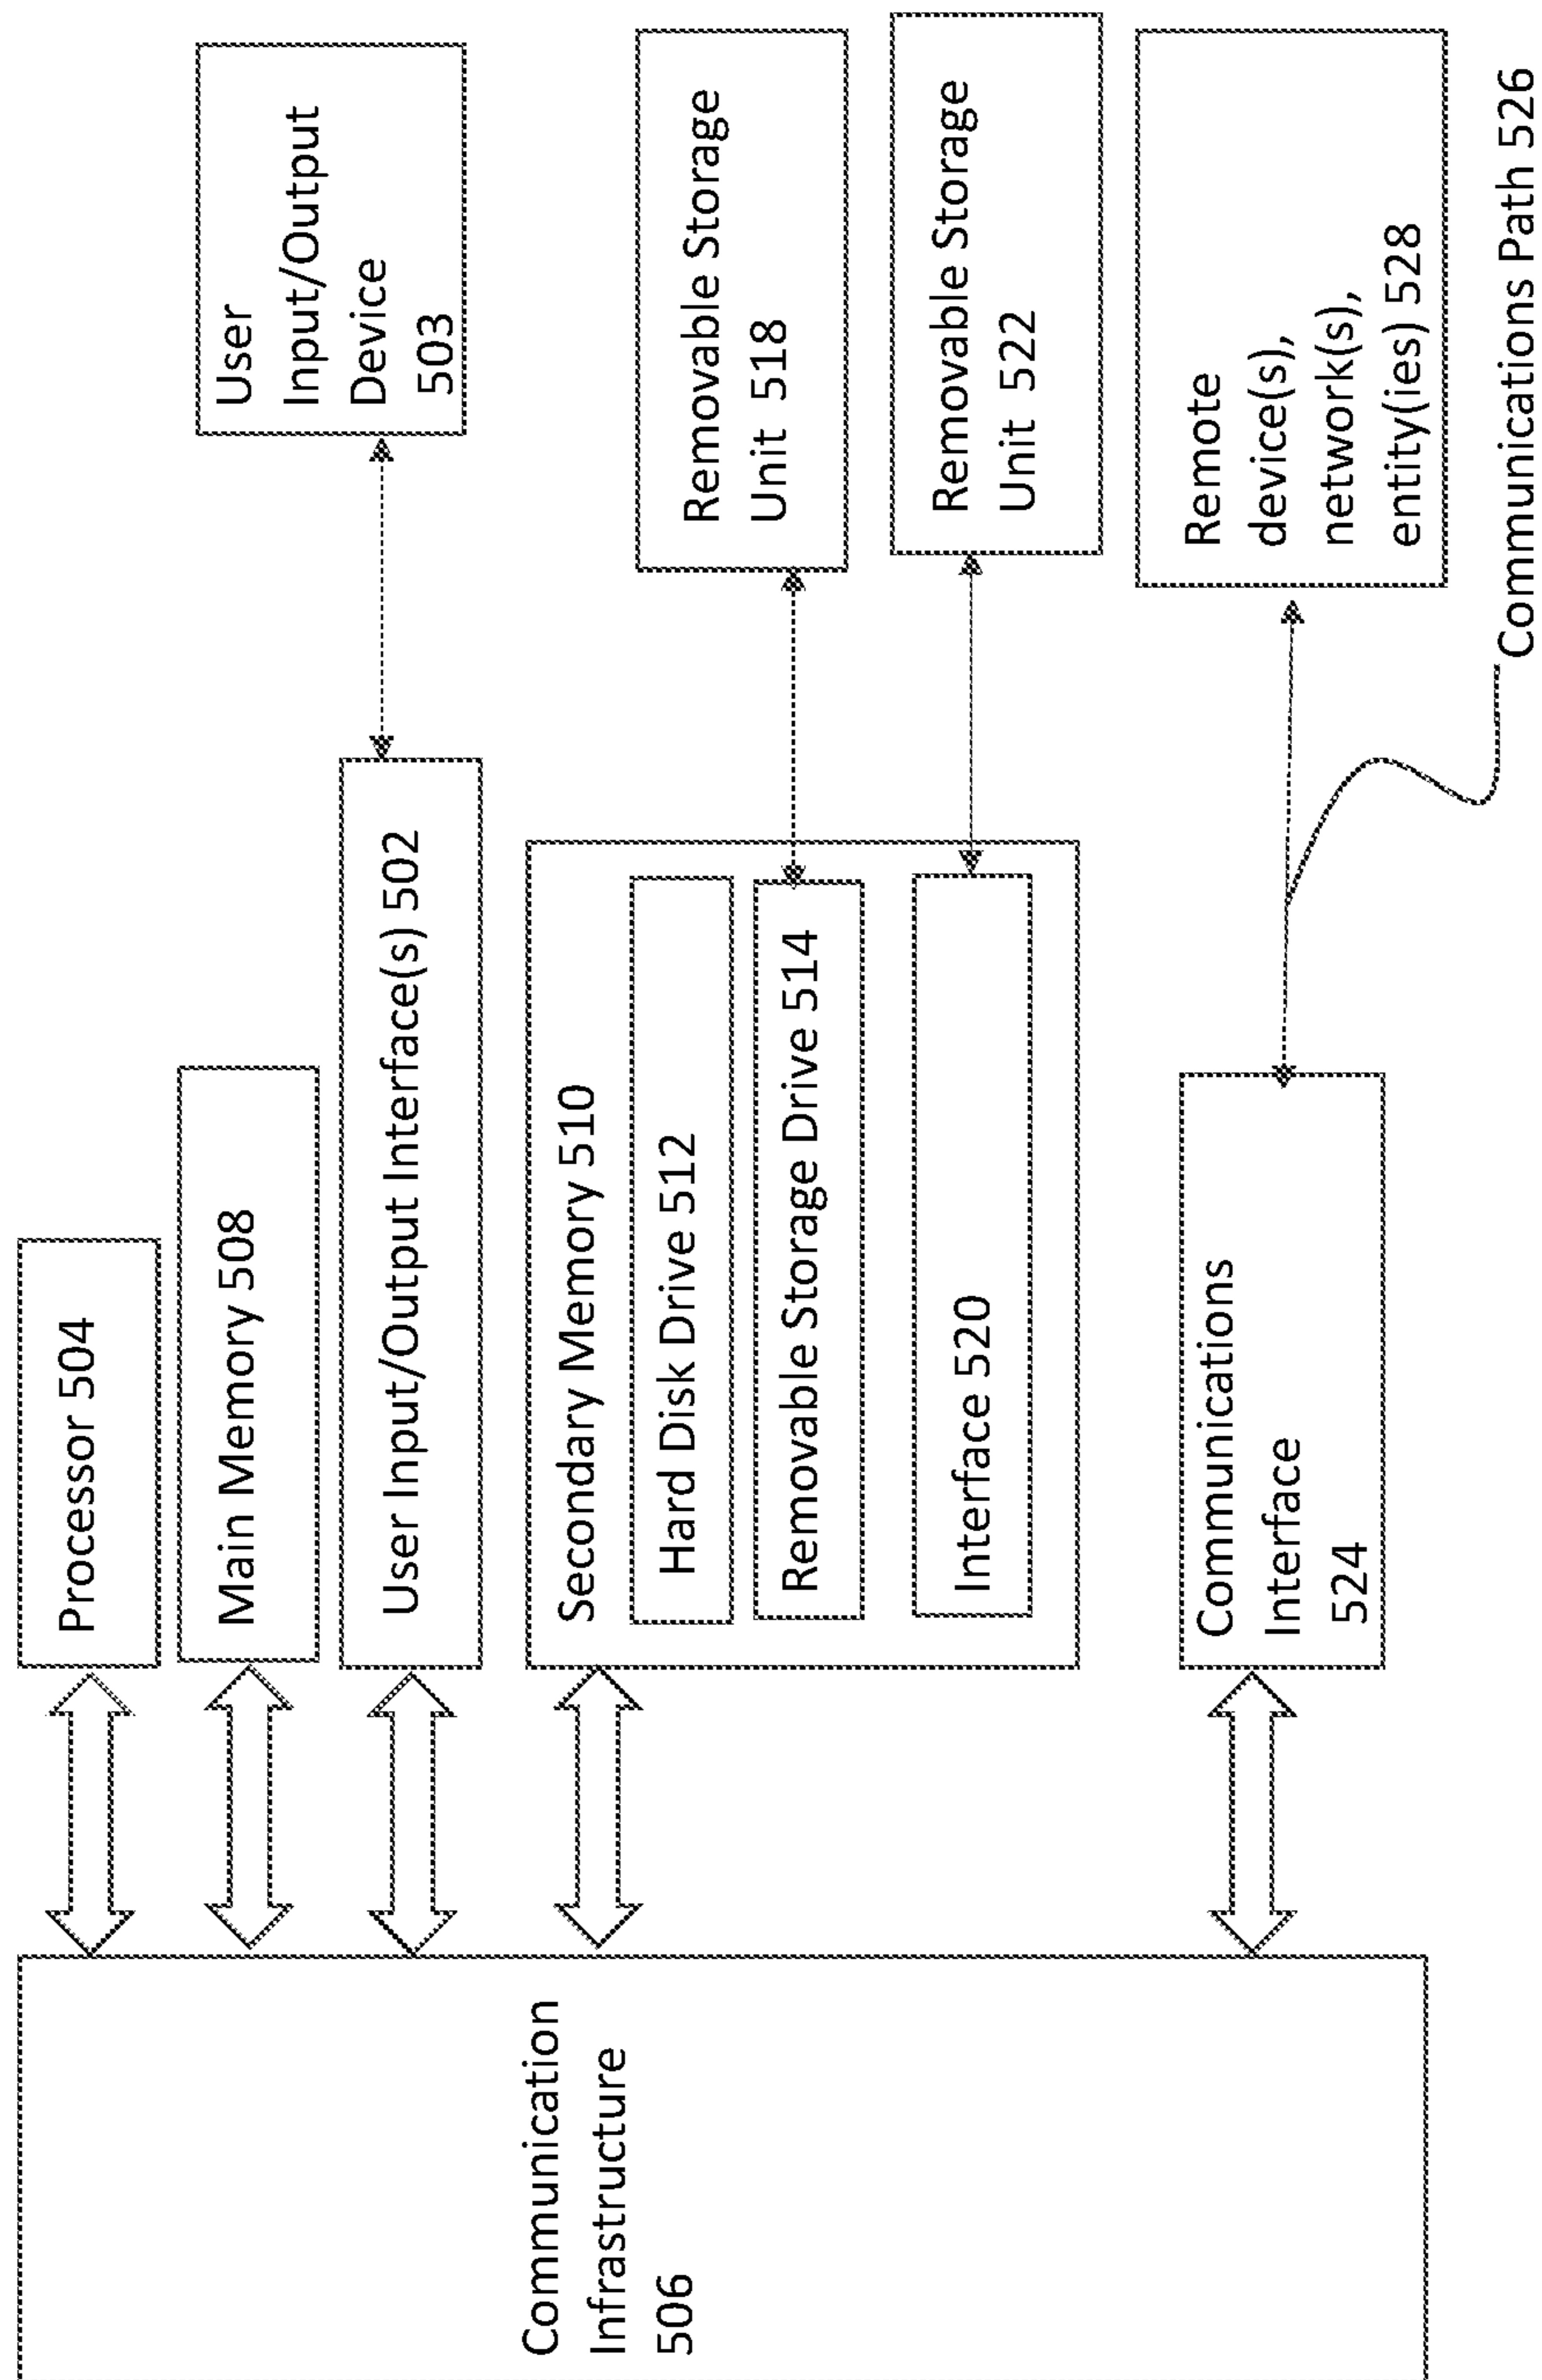 Processor 504
Main Memory 508
User Input/Output Interface(s) 502
User
Input/Output
Device
503
Communication
Infrastructure
506
Secondary Memory 510
Hard Disk Drive 512
Removable Storage Drive 514
Interface 520
Removable Storage
Unit 518
Removable Storage
Unit 522
Communications
Interface
524
Remote
device(s),
network(s),
entity(ies) 528
Communications Path 526